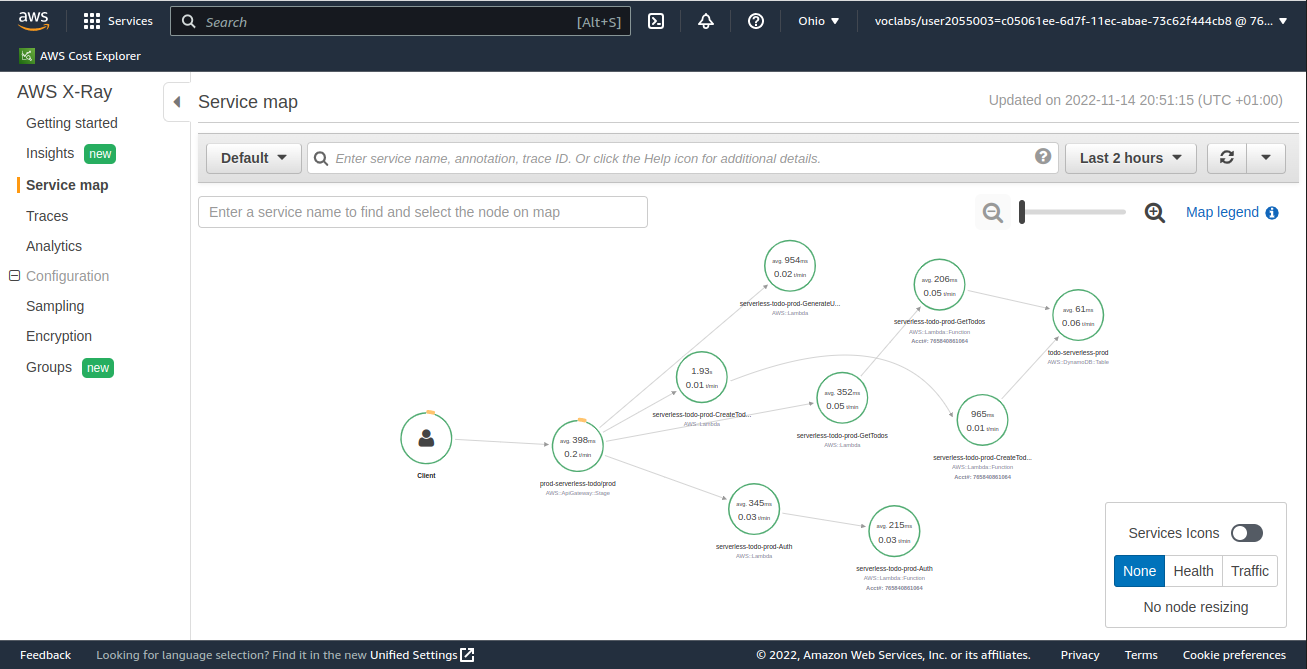 aws
Services
Search
[Alt+S]
Ohio
voclabs/user2055003=c05061ee-6d7f-11ec-abae-73c62f444cb8 @ 76...
AWS Cost Explorer
AWS X-Ray
Getting started
Insights new
Service map
Traces
Analytics
Configuration
Sampling
Encryption
Groups new
Service map
Updated on 2022-11-14 20:51:15 (UTC +01:00)
Default
Enter service name, annotation, trace ID. Or click the Help icon for additional details.
Last 2 hours
Enter a service name to find and select the node on map
Map legend
avg. 954ms
0.02 t/min
serverless-todo-prod-GenerateU...
AWS::Lambda
avg. 206ms
0.05 t/min
serverless-todo-prod-GetTodos
AWS::Lambda::Function
Acct#: 765840861064
avg. 61ms
0.06 t/min
todo-serverless-prod
AWS::DynamoDB::Table
1.93s
0.01 t/min
serverless-todo-prod-CreateTod...
AWS::Lambda
avg. 352ms
0.05 t/min
serverless-todo-prod-GetTodos
AWS::Lambda
965ms
0.01 t/min
serverless-todo-prod-CreateTod...
AWS::Lambda::Function
Acct#: 765840861064
Client
avg. 398ms
0.2 t/min
prod-serverless-todo/prod
AWS::ApiGateway::Stage
avg. 345ms
0.03 t/min
serverless-todo-prod-Auth
AWS::Lambda
avg. 215ms
0.03 t/min
serverless-todo-prod-Auth
AWS::Lambda::Function
Acct#: 765840861064
Services Icons
None Health Traffic
No node resizing
Feedback
Looking for language selection? Find it in the new Unified Settings
© 2022, Amazon Web Services, Inc. or its affiliates.
Privacy
Terms
Cookie preferences